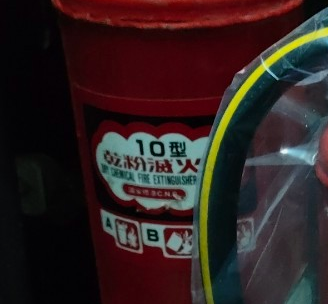 10型
乾粉滅火
DRY CHEMICAL FIRE EXTINGUISHER
A B